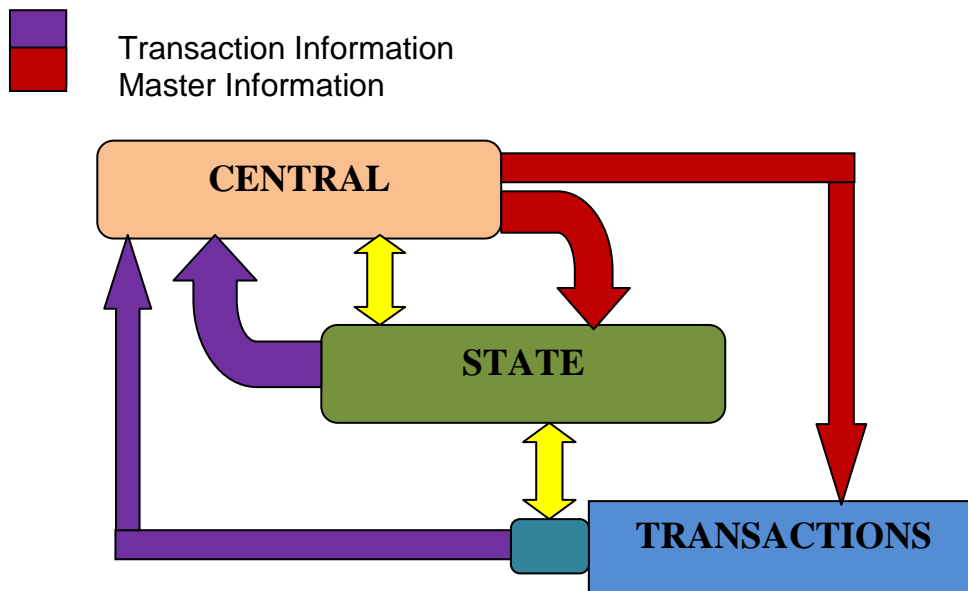 Transaction Information
Master Information
CENTRAL
STATE
TRANSACTIONS